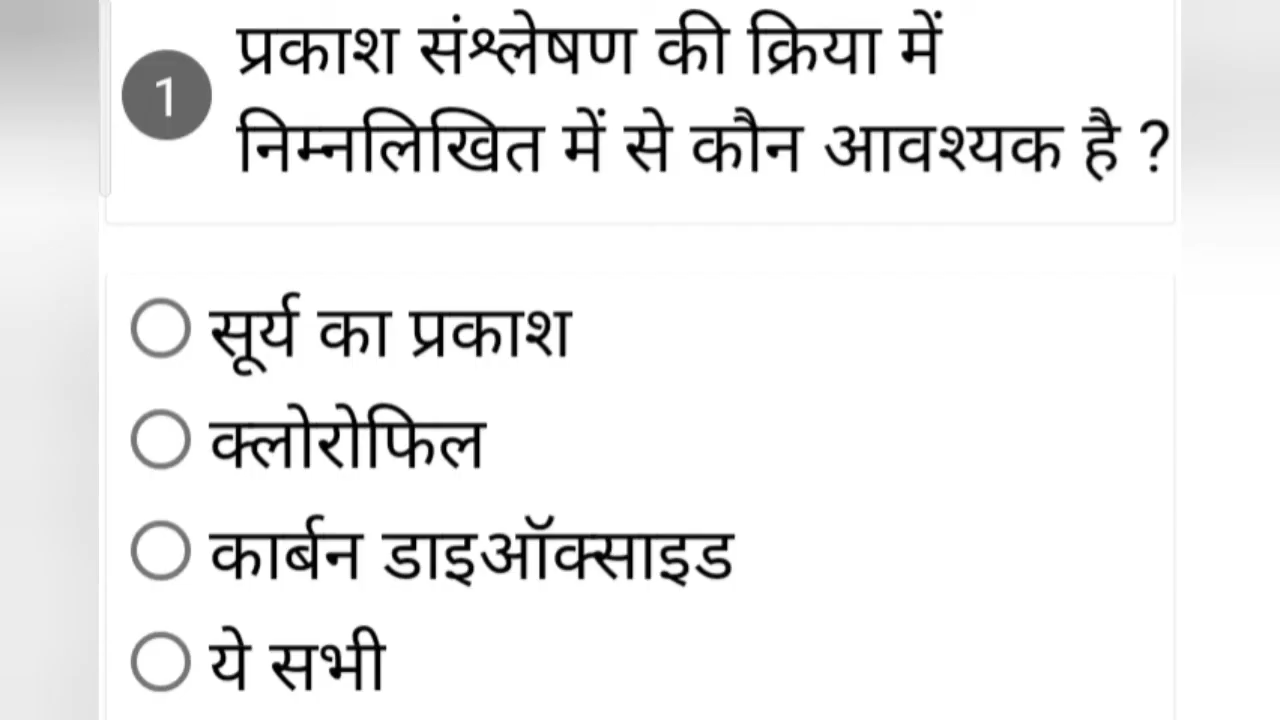 प्रकाश संश्लेषण की क्रिया में
1
निम्नलिखित में से कौन आवश्यक है ?
सूर्य का प्रकाश
क्लोरोफिल
कार्बन डाइऑक्साइड
ये सभी